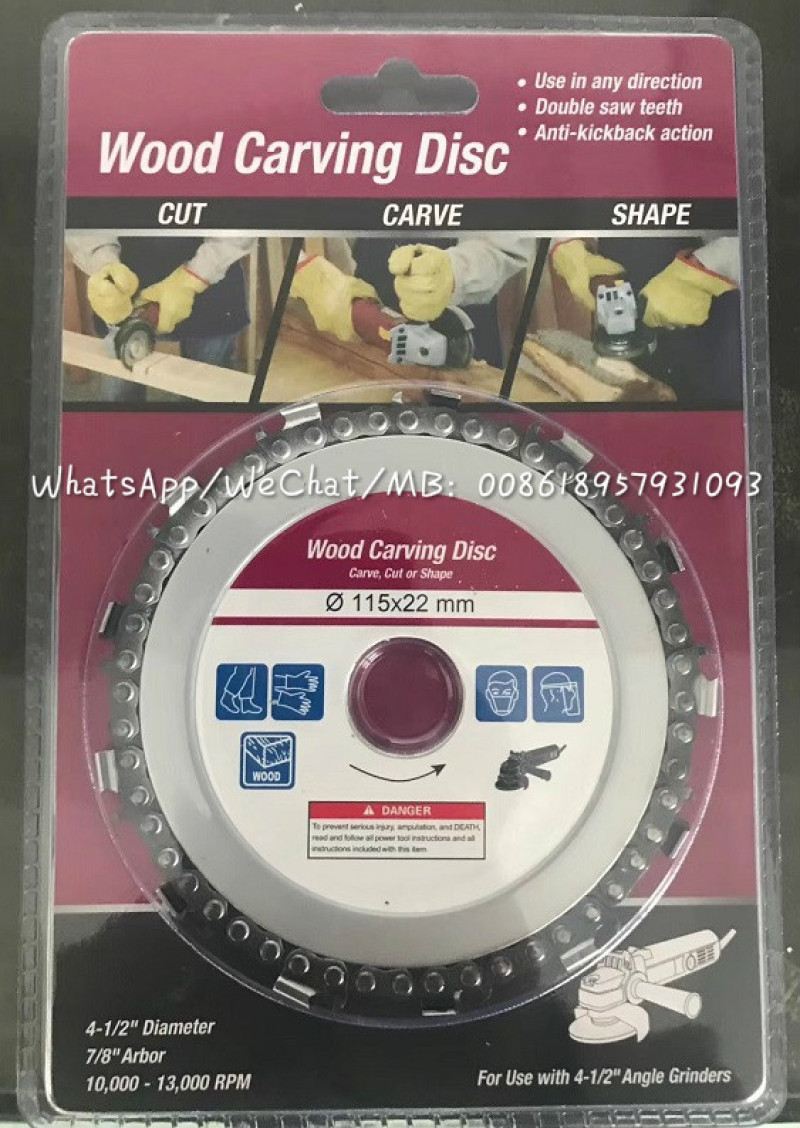 • Use in any direction
• Double saw teeth
• Anti-kickback action
Wood Carving Disc
CUT
CARVE
SHAPE
WhatsApp/WeChat/MB: 008618957931093
Wood Carving Disc
Carve, Cut or Shape
Ø 115x22 mm
WOOD
DANGER
To prevent serious injury, amputation, and DEATH,
read and follow all power tool instructions and all
instructions included with this item.
4-1/2" Diameter
7/8" Arbor
10,000 - 13,000 RPM
For Use with 4-1/2" Angle Grinders